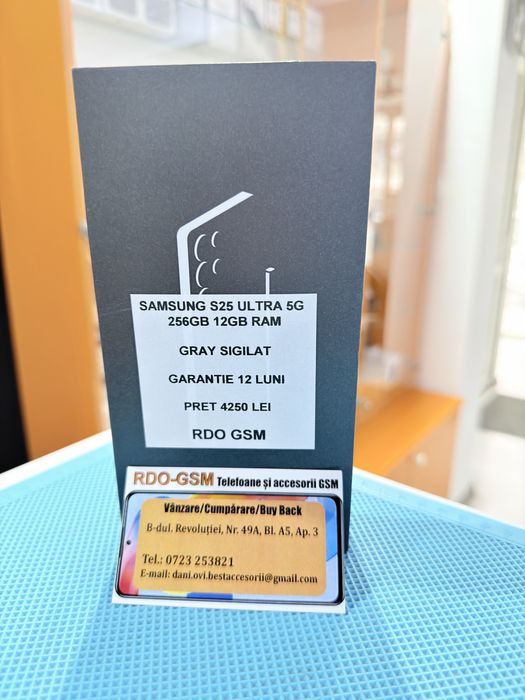 SAMSUNG S25 ULTRA 5G
256GB 12GB RAM
GRAY SIGILAT
GARANTIE 12 LUNI
PRET 4250 LEI
RDO GSM
RDO-GSM Telefoane și accesorii GSM
Vânzare/Cumpărare/Buy Back
B-dul. Revoluției, Nr. 49A, Bl. A5, Ap. 3
Tel.: 0723 253821
E-mail: dani.ovi.bestaccesorii@gmail.com